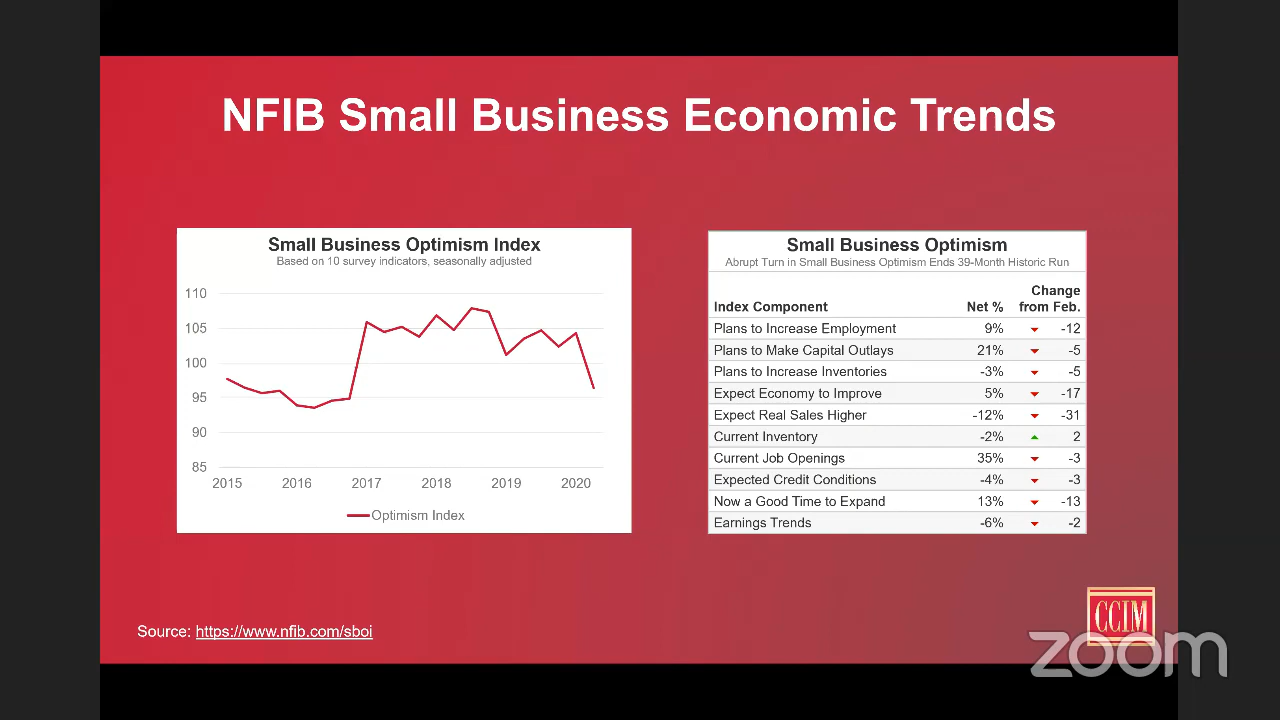 NFIB Small Business Economic Trends
Small Business Optimism Index
Based on 10 survey indicators, seasonally adjusted
110
105
100
95
90
85
2015 2016 2017 2018 2019 2020
Optimism Index
Small Business Optimism
Abrupt Turn in Small Business Optimism Ends 39-Month Historic Run
Change
Index Component Net % from Feb.
Plans to Increase Employment 9% -12
Plans to Make Capital Outlays 21% -5
Plans to Increase Inventories -3% -5
Expect Economy to Improve 5% -17
Expect Real Sales Higher -12% -31
Current Inventory -2% 2
Current Job Openings 35% -3
Expected Credit Conditions -4% -3
Now a Good Time to Expand 13% -13
Earnings Trends -6% -2
Source: https://www.nfib.com/sboi
CCIM
zoom